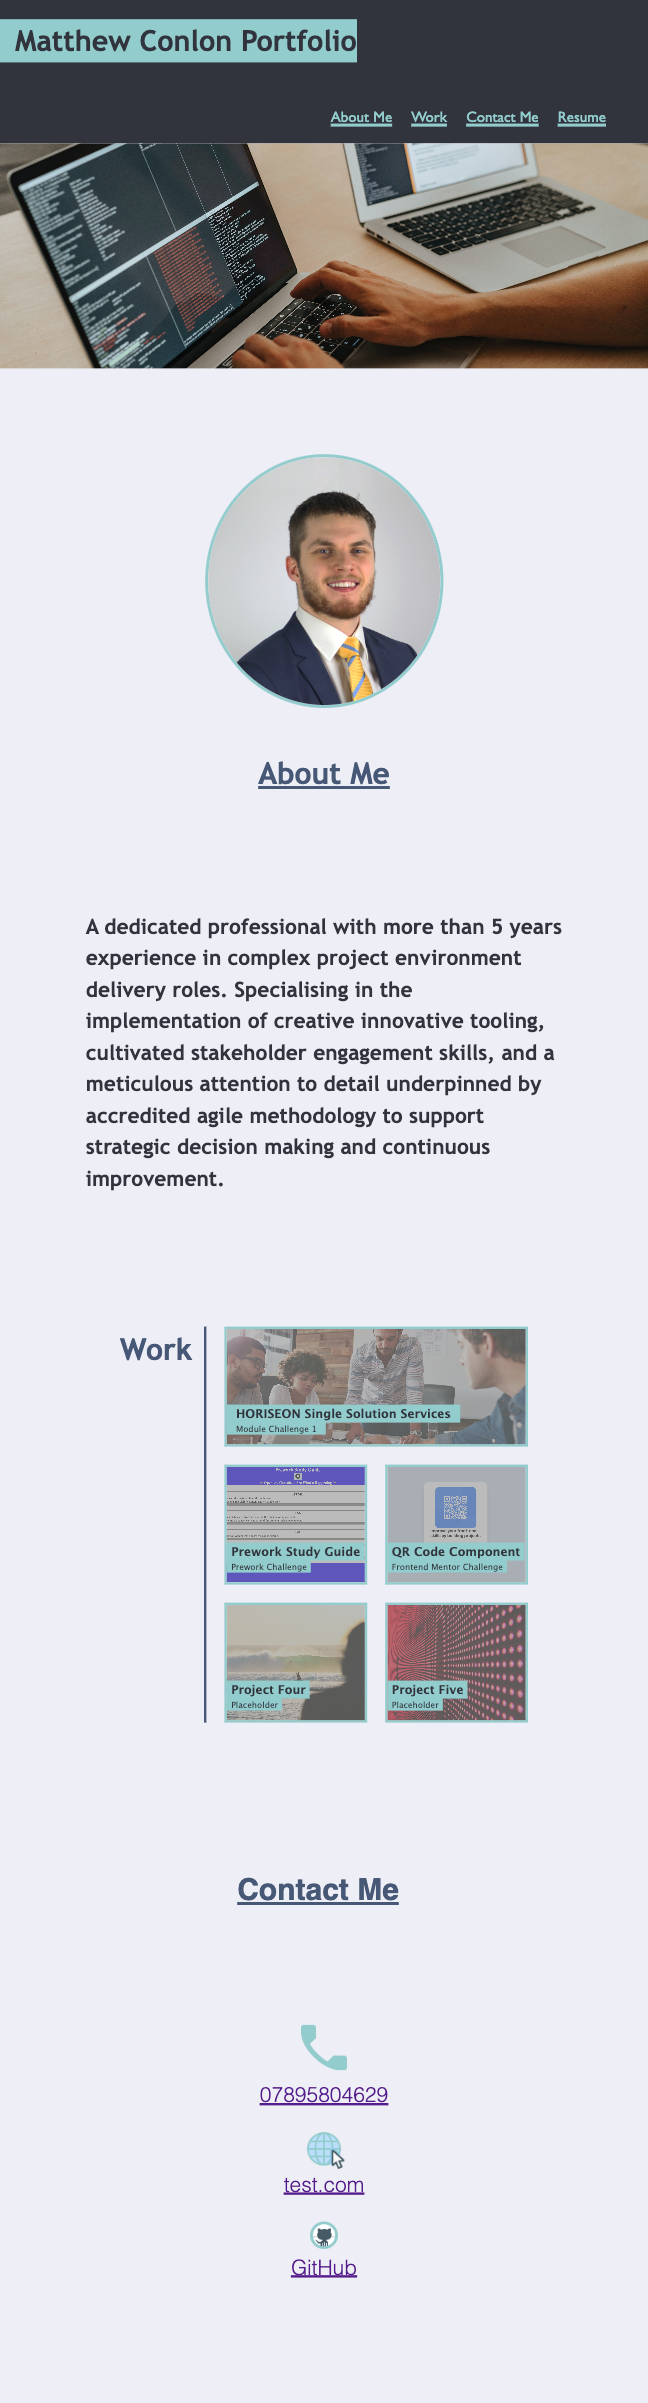 Matthew Conlon Portfolio
About Me Work Contact Me Resume
About Me
A dedicated professional with more than 5 years
experience in complex project environment
delivery roles. Specialising in the
implementation of creative innovative tooling,
cultivated stakeholder engagement skills, and a
meticulous attention to detail underpinned by
accredited agile methodology to support
strategic decision making and continuous
improvement.
Work
HORISEON Single Solution Services
Module Challenge 1
Prework Study Guide
Prework Study Guide
Prework Challenge
QR Code Component
Frontend Mentor Challenge
Project Four
Placeholder
Project Five
Placeholder
Contact Me
07895804629
test.com
GitHub